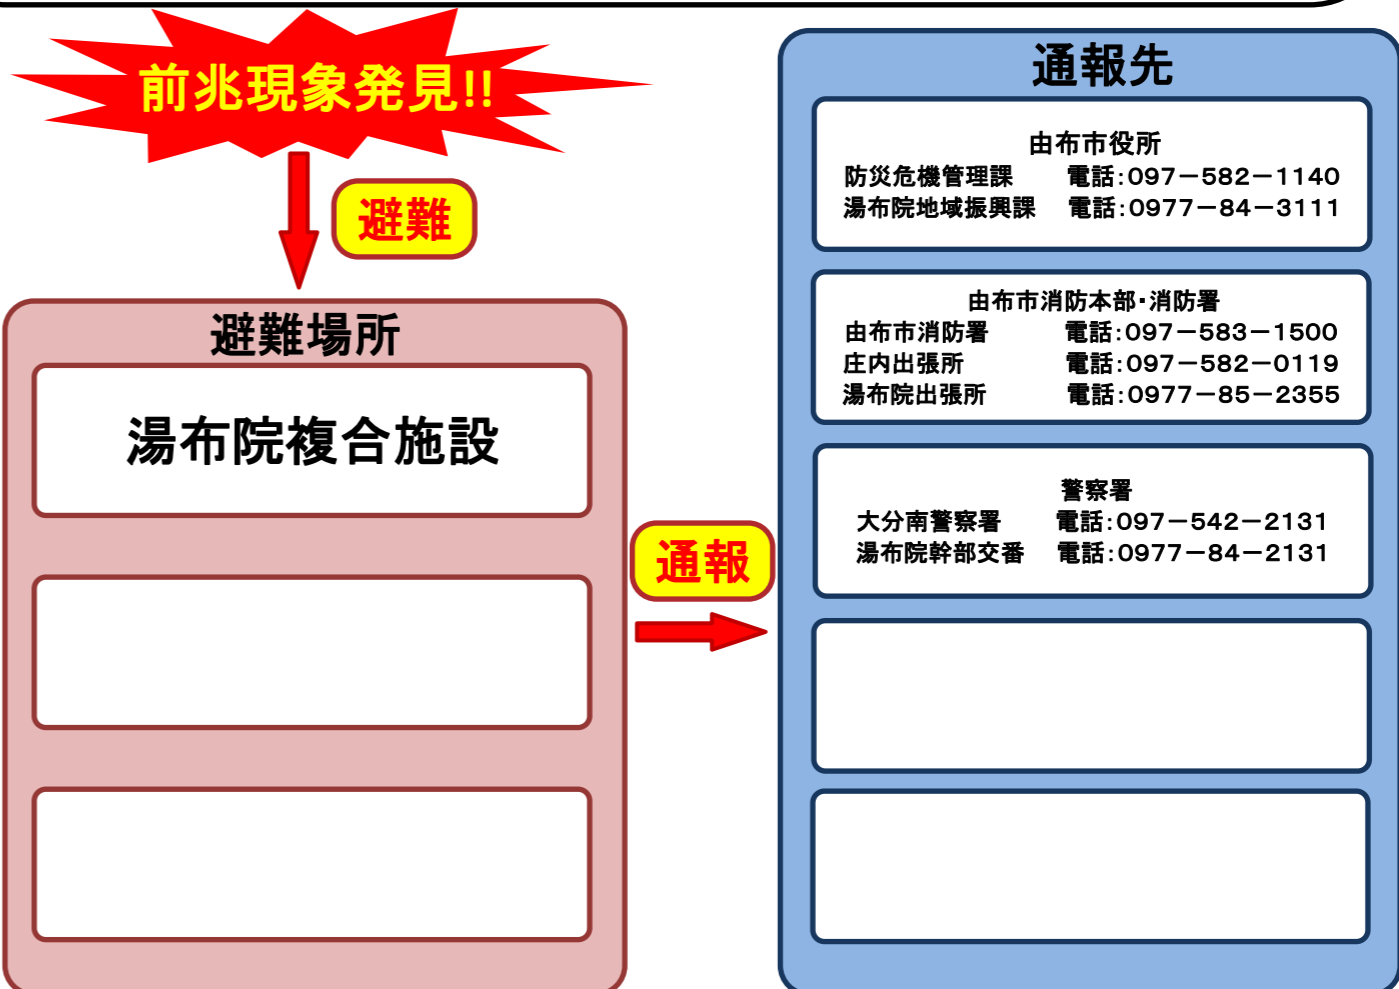 前兆現象発見!!
避難
避難場所
湯布院複合施設
通報
通報先
由布市役所
防災危機管理課 電話:097-582-1140
湯布院地域振興課 電話:0977-84-3111
由布市消防本部・消防署
由布市消防署 電話:097-583-1500
庄内出張所 電話:097-582-0119
湯布院出張所 電話:0977-85-2355
警察署
大分南警察署 電話:097-542-2131
湯布院幹部交番 電話:0977-84-2131